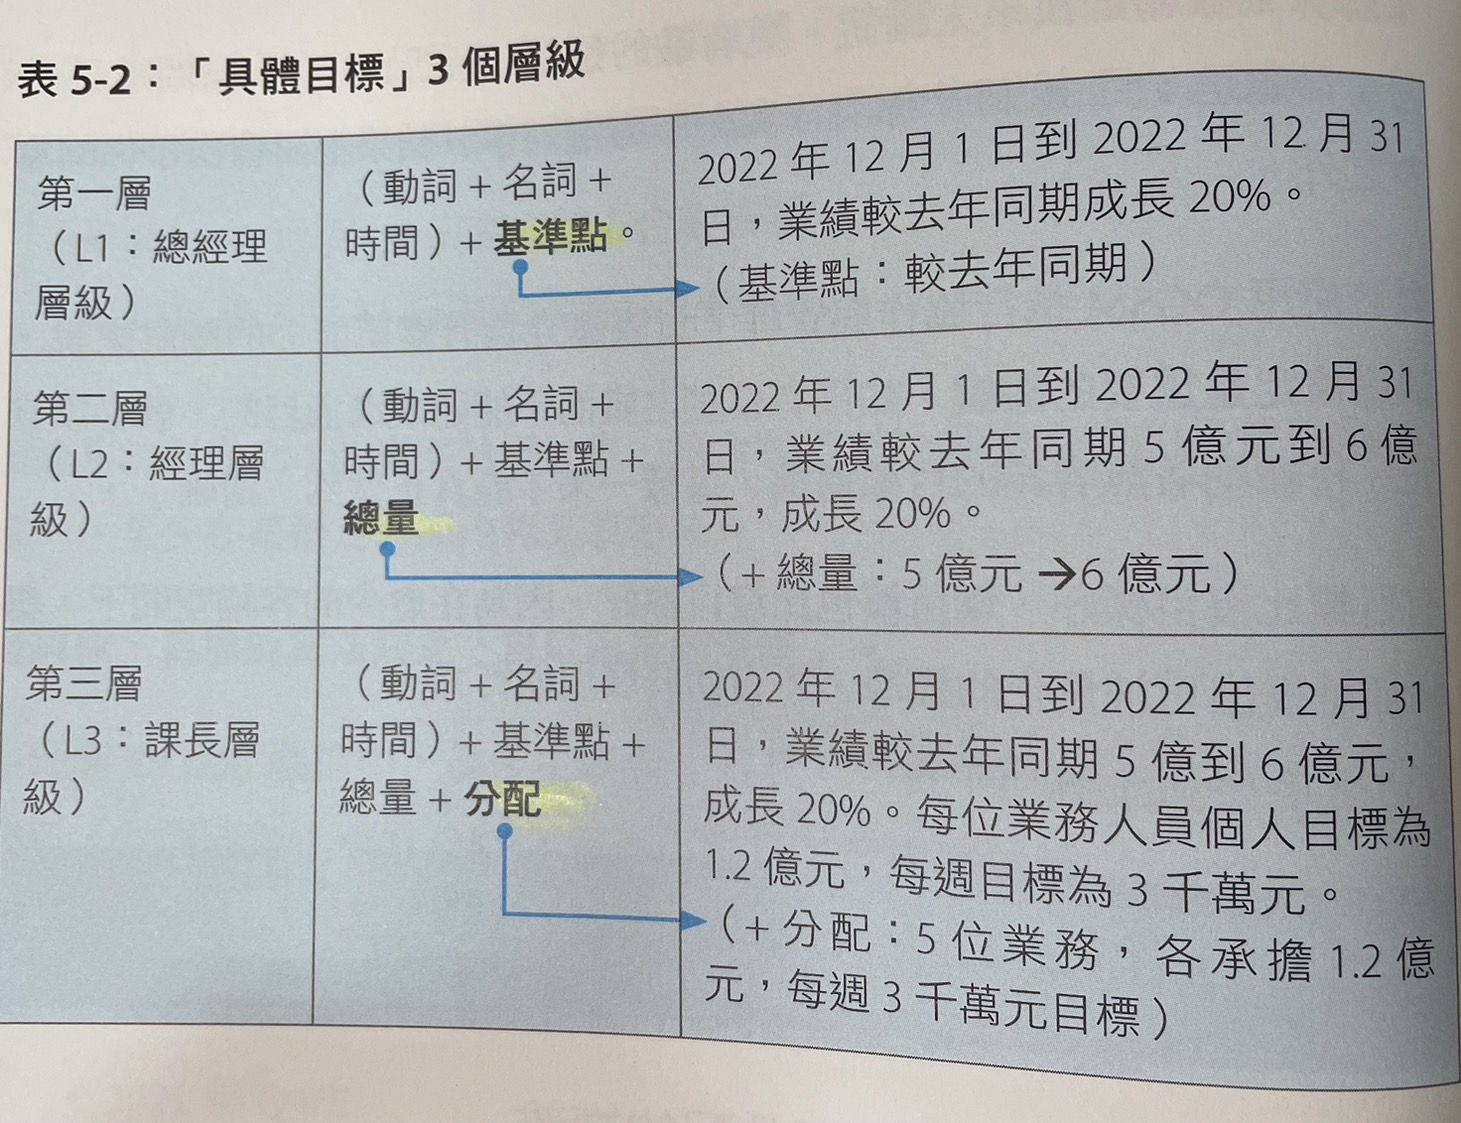 表 5-2：「具體目標」3 個層級
第一層
（L1：總經理
層級）
（動詞 + 名詞 +
時間）+ 基準點。
2022 年 12 月 1 日到 2022 年 12 月 31
日，業績較去年同期成長 20%。
（基準點：較去年同期）
第二層
（L2：經理層
級）
（動詞 + 名詞 +
時間）+ 基準點 +
總量
2022 年 12 月 1 日到 2022 年 12 月 31
日，業績較去年同期 5 億元到 6 億
元，成長 20%。
（+ 總量：5 億元 →6 億元）
第三層
（L3：課長層
級）
（動詞 + 名詞 +
時間）+ 基準點 +
總量 + 分配
2022 年 12 月 1 日到 2022 年 12 月 31
日，業績較去年同期 5 億到 6 億元，
成長 20%。每位業務人員個人目標為
1.2 億元，每週目標為 3 千萬元。
（+ 分配：5 位業務，各承擔 1.2 億
元，每週 3 千萬元目標）